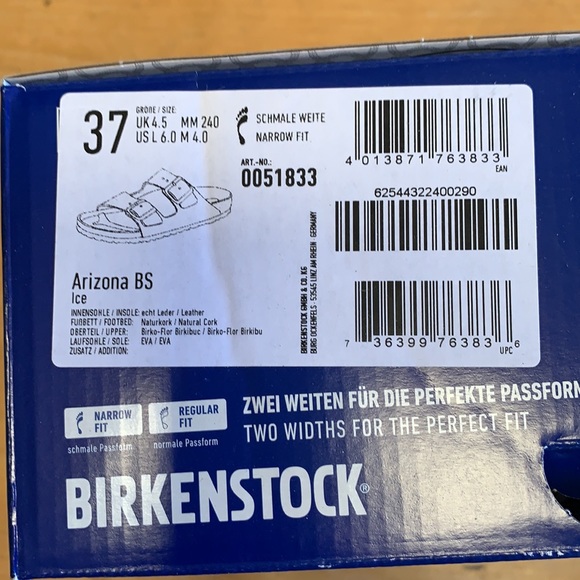 37
GRÖßE / SIZE:
UK 4.5 MM 240
US L 6.0 M 4.0
SCHMALE WEITE
NARROW FIT
ART.-NO.:
0051833
4 013871 763833
EAN
62544322400290
Arizona BS
Ice
INNENSOHLE / INSOLE: echt Leder / Leather
FUßBETT / FOOTBED: Naturkork / Natural Cork
OBERTEIL / UPPER: Birko-Flor Birkibuc / Birko-Flor Birkibu
LAUFSOHLE / SOLE: EVA / EVA
ZUSATZ / ADDITION:
BIRKENSTOCK GMBH & CO. KG
BURG OCKENFELS · 53545 LINZ AM RHEIN · GERMANY
7 36399 76383 6
UPC
NARROW FIT
schmale Passform
REGULAR FIT
normale Passform
ZWEI WEITEN FÜR DIE PERFEKTE PASSFORM
TWO WIDTHS FOR THE PERFECT FIT
BIRKENSTOCK®